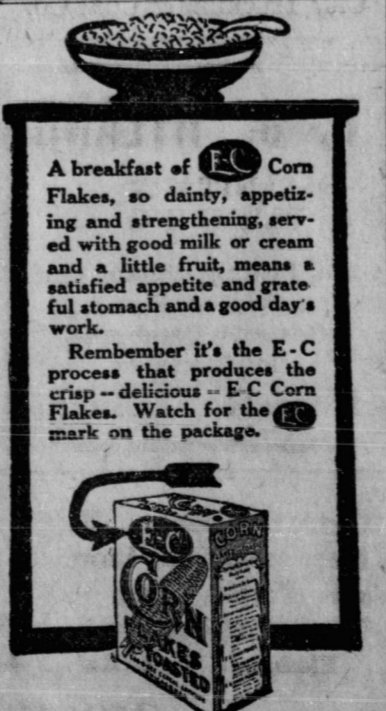 A breakfast of E-C Corn
Flakes, so dainty, appetiz-
ing and strengthening, serv-
ed with good milk or cream
and a little fruit, means a
satisfied appetite and grate
ful stomach and a good day's
work.
Rembember it's the E-C
process that produces the
crisp -- delicious -- E C Corn
Flakes. Watch for the E-C
mark on the package.
E-C
CORN
CORN
FLAKES
TOASTED